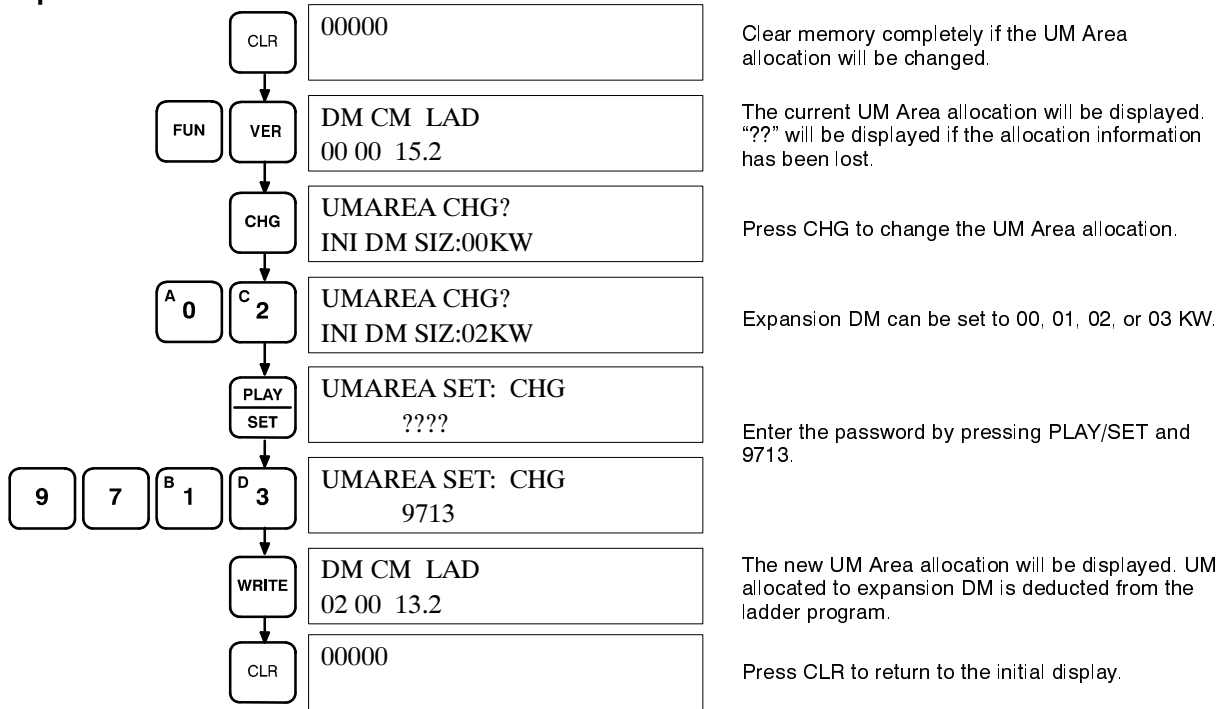 CLR
00000
Clear memory completely if the UM Area
allocation will be changed.
FUN VER
DM CM LAD
00 00 15.2
The current UM Area allocation will be displayed.
“??” will be displayed if the allocation information
has been lost.
CHG
UMAREA CHG?
INI DM SIZ:00KW
Press CHG to change the UM Area allocation.
A 0 C 2
UMAREA CHG?
INI DM SIZ:02KW
Expansion DM can be set to 00, 01, 02, or 03 KW.
PLAY
SET
UMAREA SET: CHG
????
Enter the password by pressing PLAY/SET and
9713.
9 7 B 1 D 3
UMAREA SET: CHG
9713
WRITE
DM CM LAD
02 00 13.2
The new UM Area allocation will be displayed. UM
allocated to expansion DM is deducted from the
ladder program.
CLR
00000
Press CLR to return to the initial display.